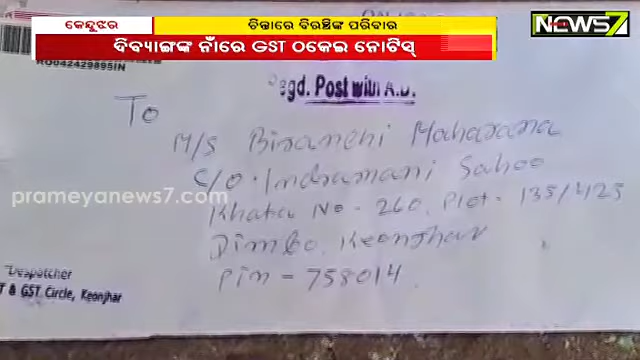 କେନ୍ଦୁଝର
ଚିନ୍ତାରେ ବିରଞ୍ଚିଙ୍କ ପରିବାର
ଦିବ୍ୟାଙ୍ଗଙ୍କ ନାଁରେ GST ଠକେଇ ନୋଟିସ୍
NEWS7
RO042429895IN
Regd. Post with A.D.
To
M/s Biranchi Maharana
C/O. Indramani Sahoo
prameyanews7.com
Khata No - 260, Plot - 135/425
Dimbo, Keonjhar
Pin - 758014
Despatcher
T & GST Circle, Keonjhar